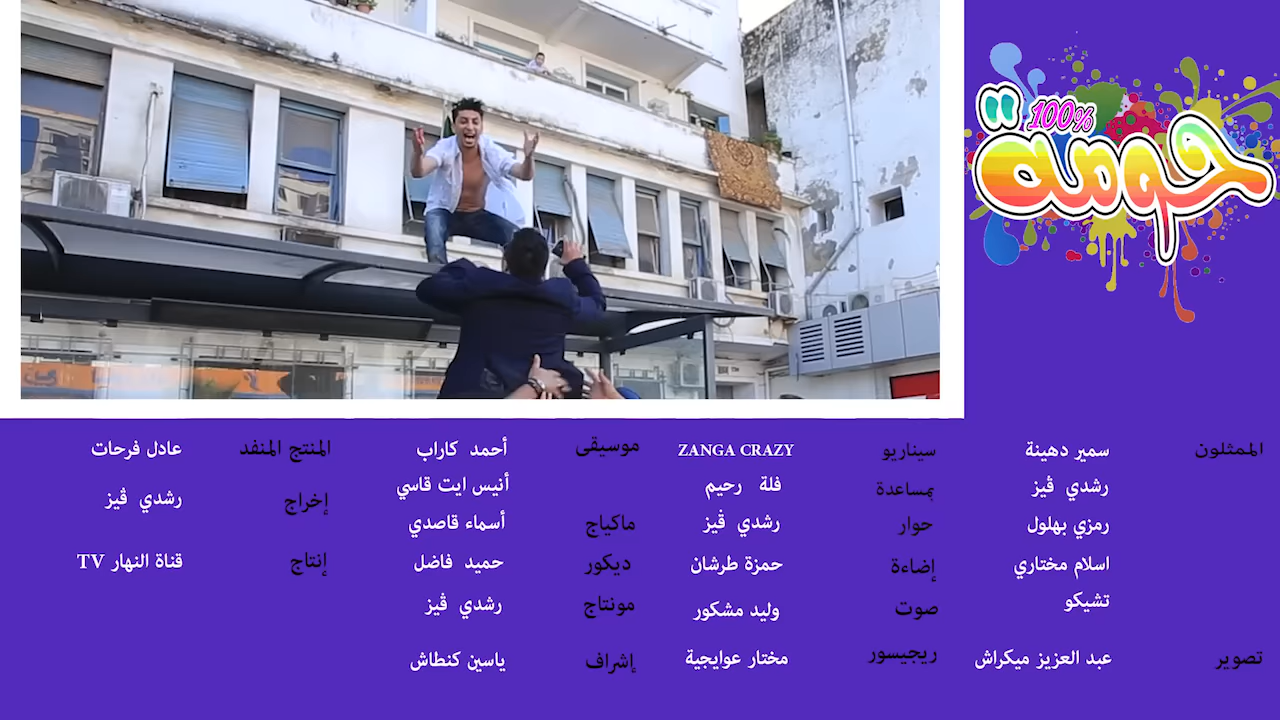 100%
حومة
الممثلون
سمير دهينة
رشدي ڤيز
رمزي بهلول
اسلام مختاري
تشيكو
تصوير
عبد العزيز ميكراش
سيناريو
ZANGA CRAZY
بمساعدة
فلة رحيم
حوار
رشدي ڤيز
إضاءة
حمزة طرشان
صوت
وليد مشكور
ريجيسور
مختار عوايجية
موسيقى
أحمد كاراب
أنيس ايت قاسي
ماكياج
أسماء قاصدي
ديكور
حميد فاضل
مونتاج
رشدي ڤيز
إشراف
ياسين كنطاش
المنتج المنفد
عادل فرحات
إخراج
رشدي ڤيز
إنتاج
قناة النهار TV